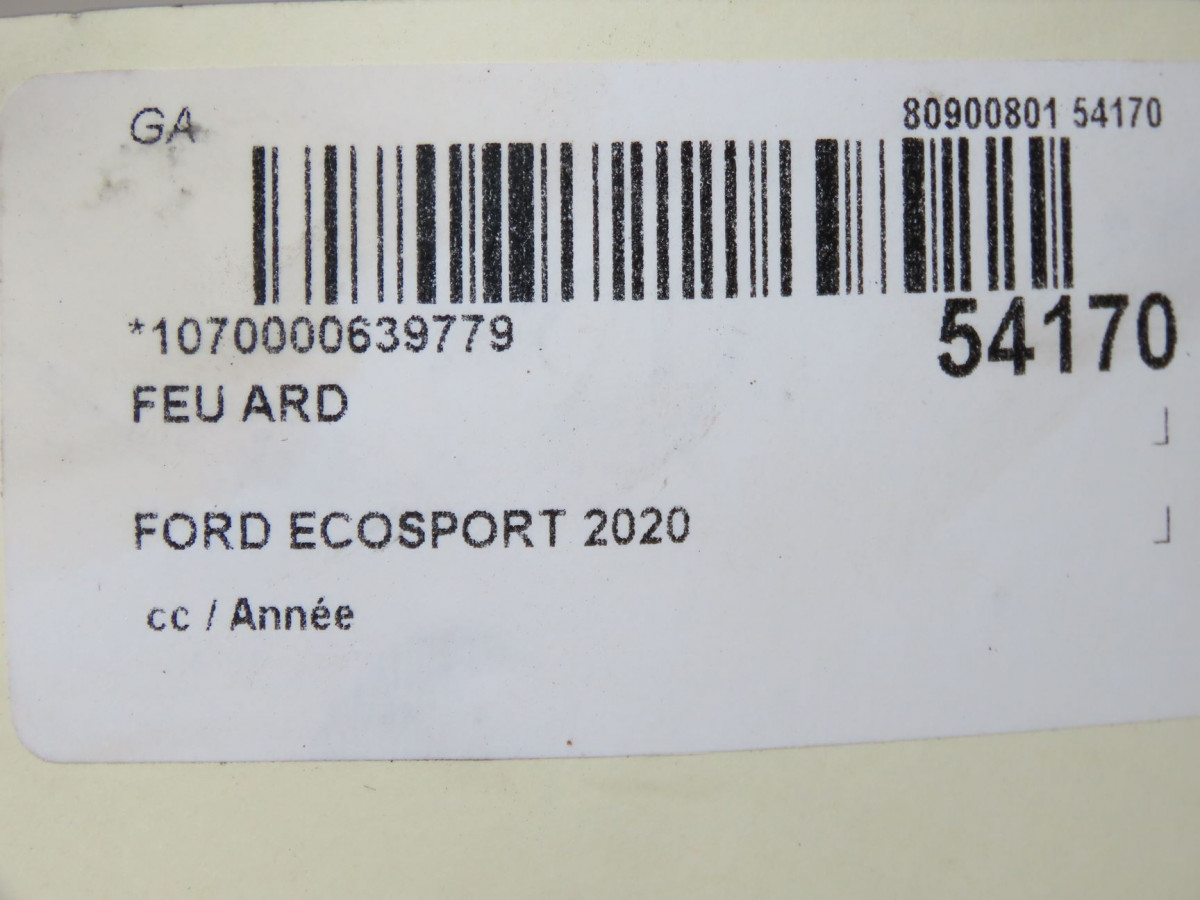 GA 80900801 54170
*1070000639779 54170
FEU ARD
FORD ECOSPORT 2020
cc / Année